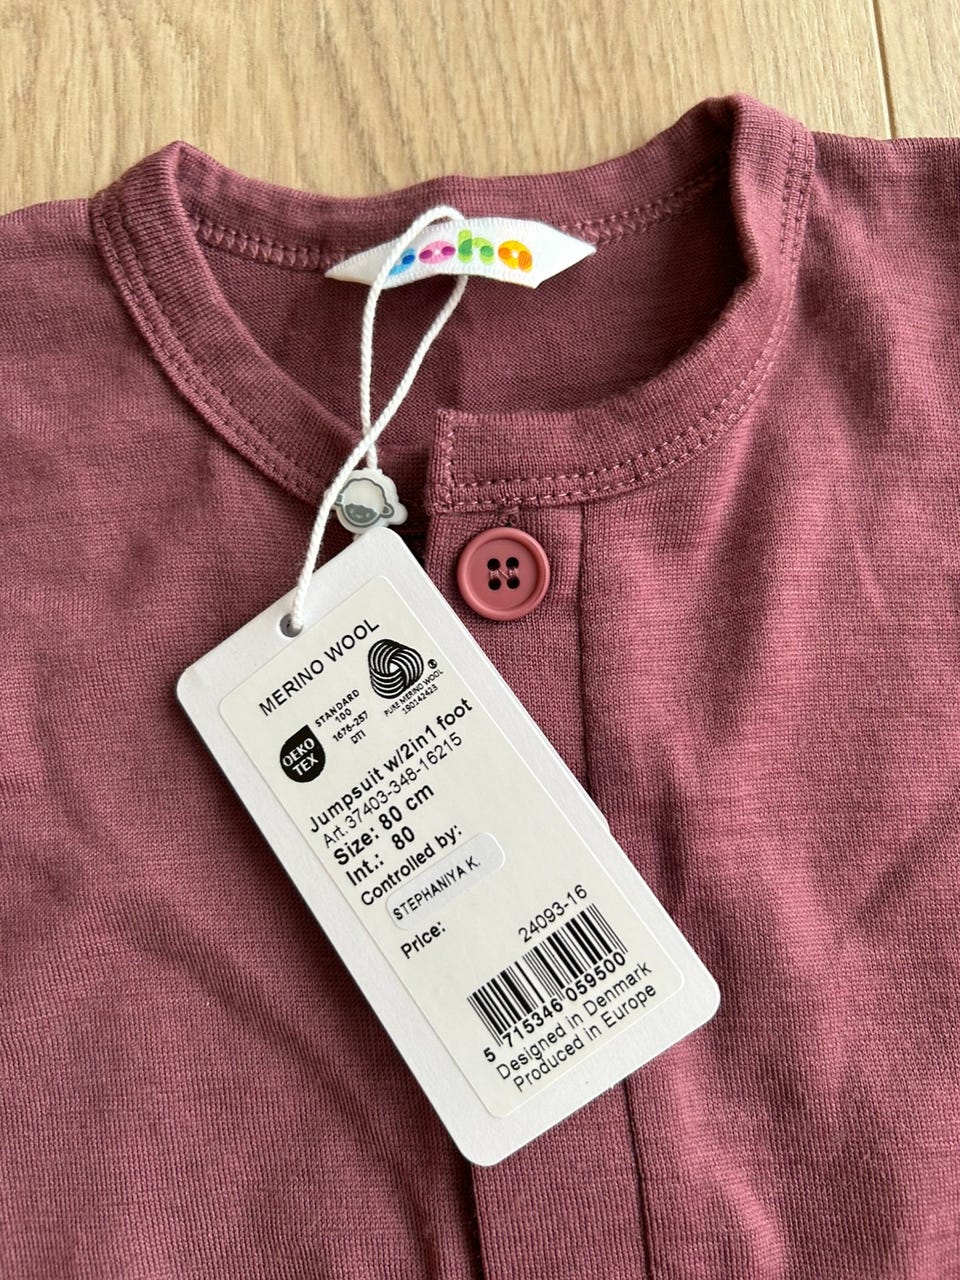 joha
MERINO WOOL
PURE MERINO WOOL
190142423
STANDARD
100
1676-257
DTI
OEKO
TEX
Jumpsuit w/2in1 foot
Art.37403-348-16215
Size: 80 cm
Int.: 80
Controlled by:
STEPHANIYA K.
Price:
24093-16
5 715346 059500
Designed in Denmark
Produced in Europe